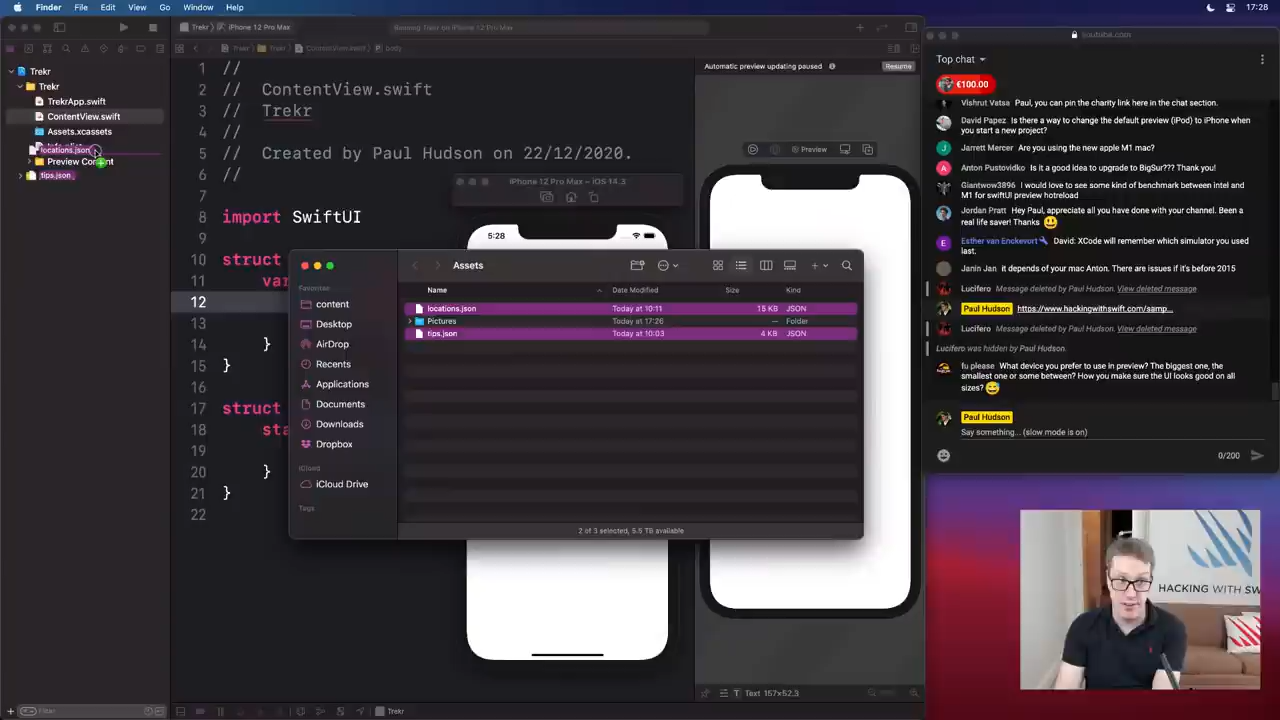 Finder File Edit View Go Window Help
17:28
Trekr iPhone 12 Pro Max
Running Trekr on iPhone 12 Pro Max
Trekr Trekr ContentView.swift body
Trekr
Trekr
TrekrApp.swift
ContentView.swift
Assets.xcassets
locations.json
Preview Content
tips.json
Filter
1 //
2 // ContentView.swift
3 // Trekr
4 //
5 // Created by Paul Hudson on 22/12/2020.
6 //
7
8 import SwiftUI
9
10 struct
11 var
12
13
14 }
15 }
16
17 struct
18 sta
19
20 }
21 }
22
Trekr
Automatic preview updating paused
Resume
Preview
Text 157×52.3
iPhone 12 Pro Max – iOS 14.3
5:28
Assets
Favorites
content
Desktop
AirDrop
Recents
Applications
Documents
Downloads
Dropbox
iCloud
iCloud Drive
Tags
Name Date Modified Size Kind
locations.json Today at 10:11 15 KB JSON
Pictures Today at 17:26 -- Folder
tips.json Today at 10:03 4 KB JSON
2 of 3 selected, 5.5 TB available
youtube.com
Top chat
€100.00
Vishrut Vatsa Paul, you can pin the charity link here in the chat section.
David Papez Is there a way to change the default preview (iPod) to iPhone when
you start a new project?
Jarrett Mercer Are you using the new apple M1 mac?
Anton Pustovidko Is it a good idea to upgrade to BigSur??? Thank you!
Giantwow3896 I would love to see some kind of benchmark between intel and
M1 for swiftUI preview hotreload
Jordan Pratt Hey Paul, appreciate all you have done with your channel. Been a
real life saver! Thanks
Esther van Enckevort David: XCode will remember which simulator you used
last.
Janin Jan it depends of your mac Anton. There are issues if it's before 2015
Lucifero Message deleted by Paul Hudson. View deleted message
Paul Hudson https://www.hackingwithswift.com/samp...
Lucifero Message deleted by Paul Hudson. View deleted message
Lucifero was hidden by Paul Hudson.
fu please What device you prefer to use in preview? The biggest one, the
smallest one or some between? How you make sure the UI looks good on all
sizes?
Paul Hudson
Say something... (slow mode is on)
0/200
HACKING WITH SW